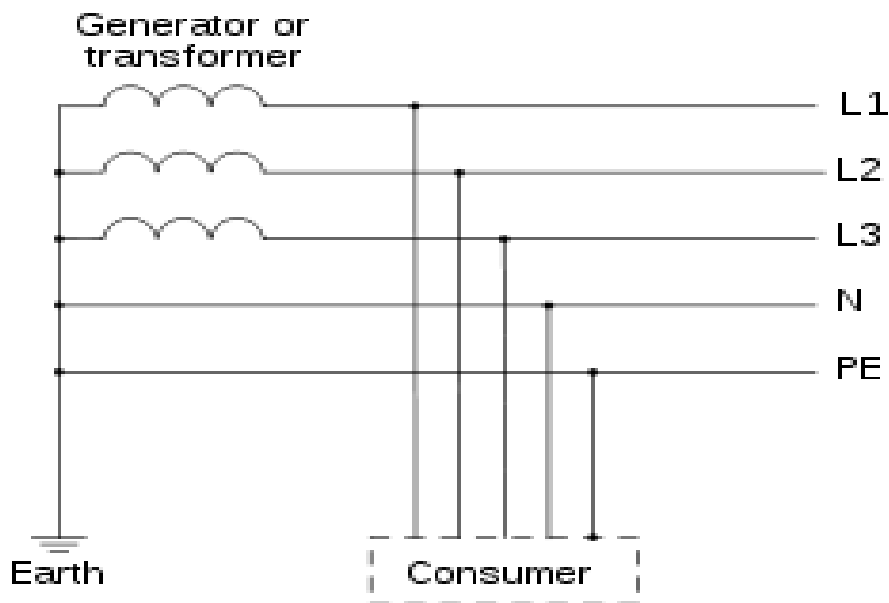 Generator or
transformer
L1
L2
L3
N
PE
Earth
Consumer